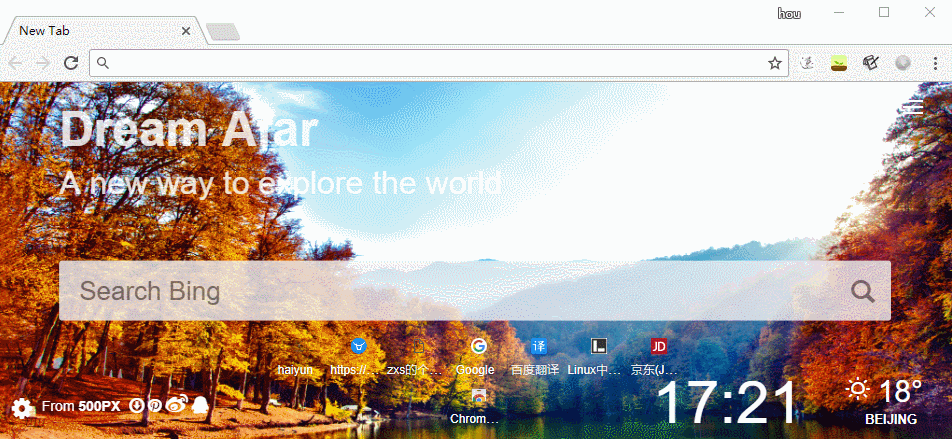 hou
New Tab
Dream Afar
A new way to explore the world
Search Bing
haiyun https://... zxs的个... Google 百度翻译 Linux中... 京东(J...
Chrom...
译 JD
17:21
18°
BEIJING
From 500PX